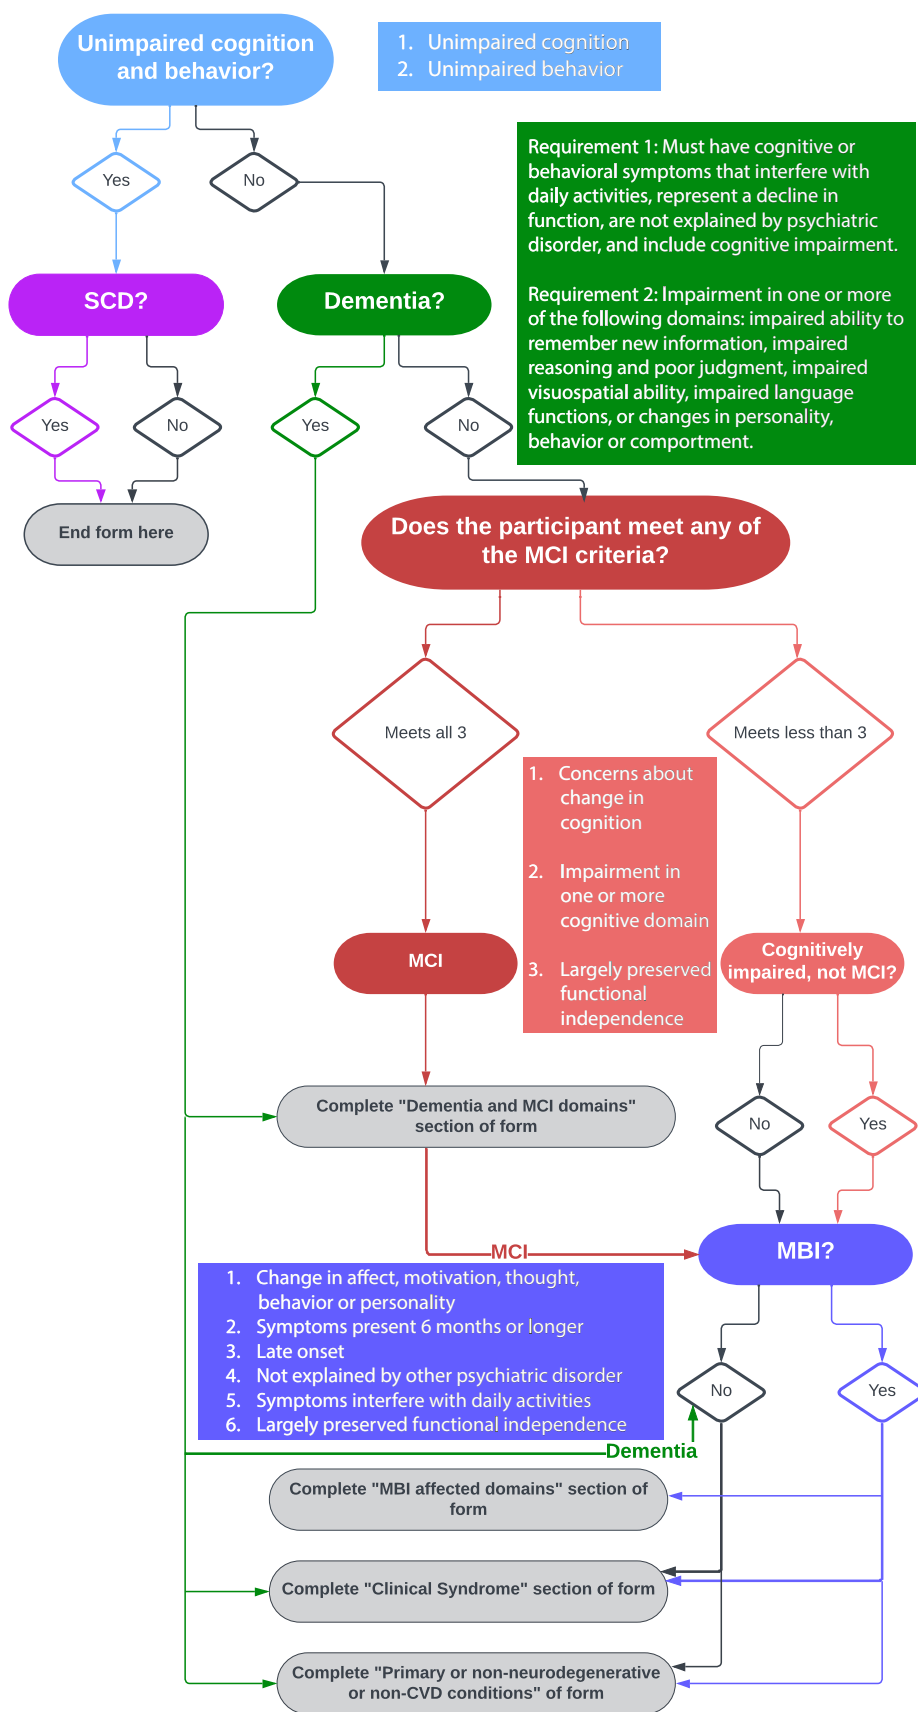 Unimpaired cognition
and behavior?
1. Unimpaired cognition
2. Unimpaired behavior
Requirement 1: Must have cognitive or
behavioral symptoms that interfere with
daily activities, represent a decline in
function, are not explained by psychiatric
disorder, and include cognitive impairment.
Requirement 2: Impairment in one or more
of the following domains: impaired ability to
remember new information, impaired
reasoning and poor judgment, impaired
visuospatial ability, impaired language
functions, or changes in personality,
behavior or comportment.
Yes
No
SCD?
Dementia?
Yes
No
Yes
No
End form here
Does the participant meet any of
the MCI criteria?
Meets all 3
Meets less than 3
1. Concerns about
change in
cognition
2. Impairment in
one or more
cognitive domain
3. Largely preserved
functional
independence
MCI
Cognitively
impaired, not MCI?
Complete "Dementia and MCI domains"
section of form
No
Yes
MCI
MBI?
1. Change in affect, motivation, thought,
behavior or personality
2. Symptoms present 6 months or longer
3. Late onset
4. Not explained by other psychiatric disorder
5. Symptoms interfere with daily activities
6. Largely preserved functional independence
No
Yes
Dementia
Complete "MBI affected domains" section of
form
Complete "Clinical Syndrome" section of form
Complete "Primary or non-neurodegenerative
or non-CVD conditions" of form